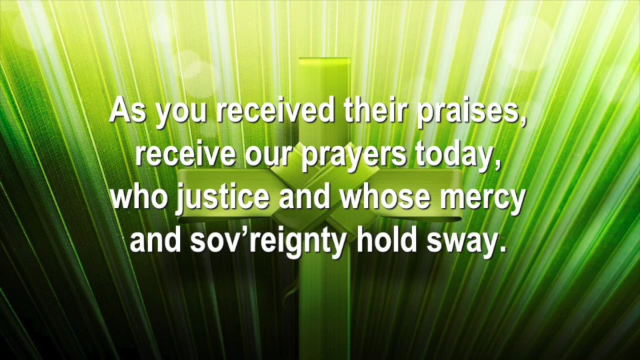 As you received their praises,
receive our prayers today,
who justice and whose mercy
and sov’reignty hold sway.